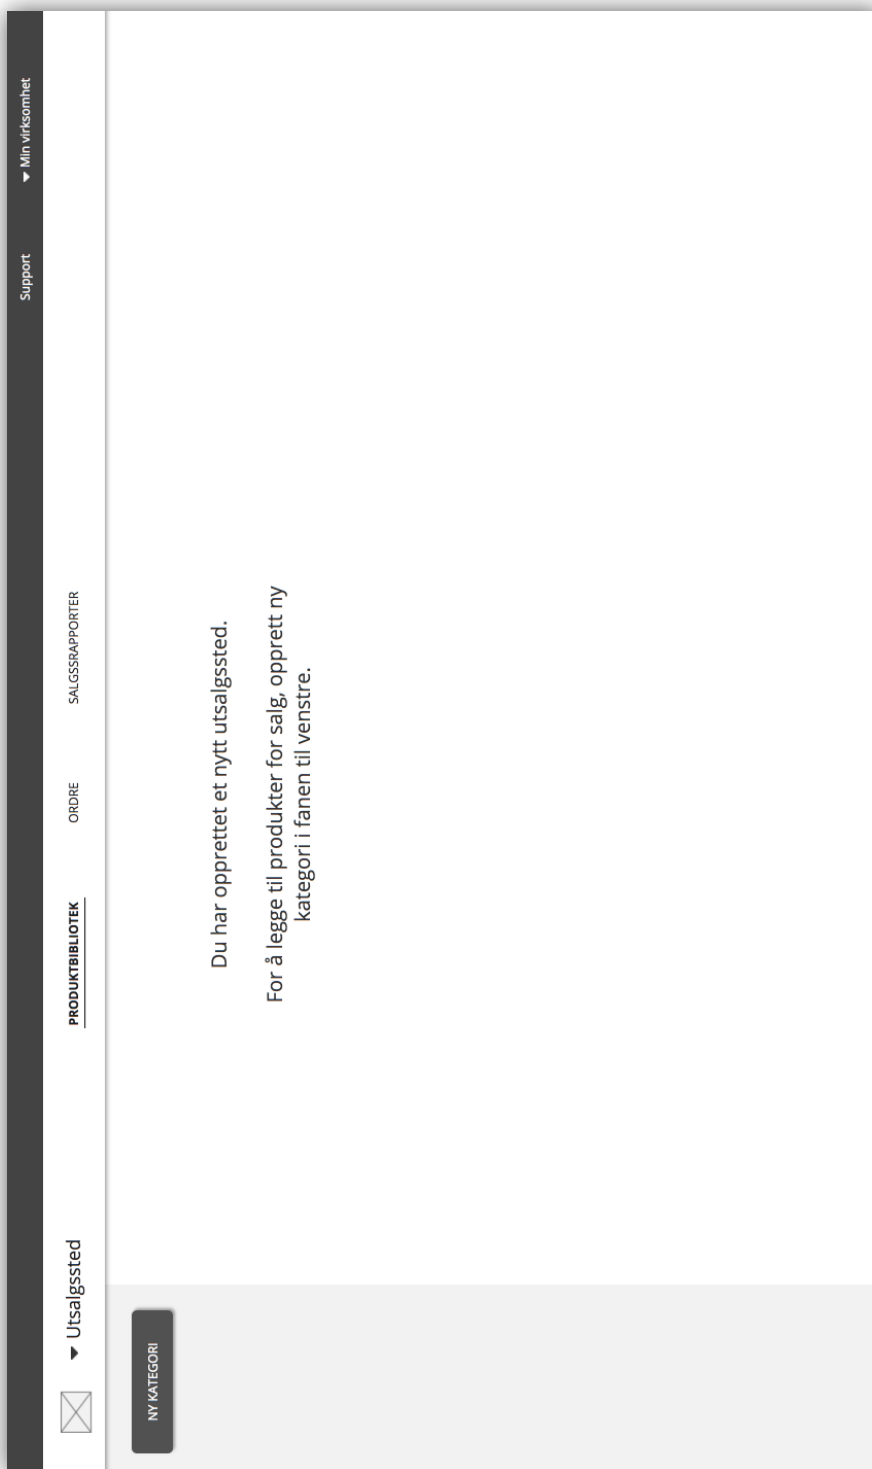 Support
Min virksomhet
Utsalgssted
PRODUKTBIBLIOTEK
ORDRE
SALGSSRAPPORTER
NY KATEGORI
Du har opprettet et nytt utsalgssted.
For å legge til produkter for salg, opprett ny
kategori i fanen til venstre.